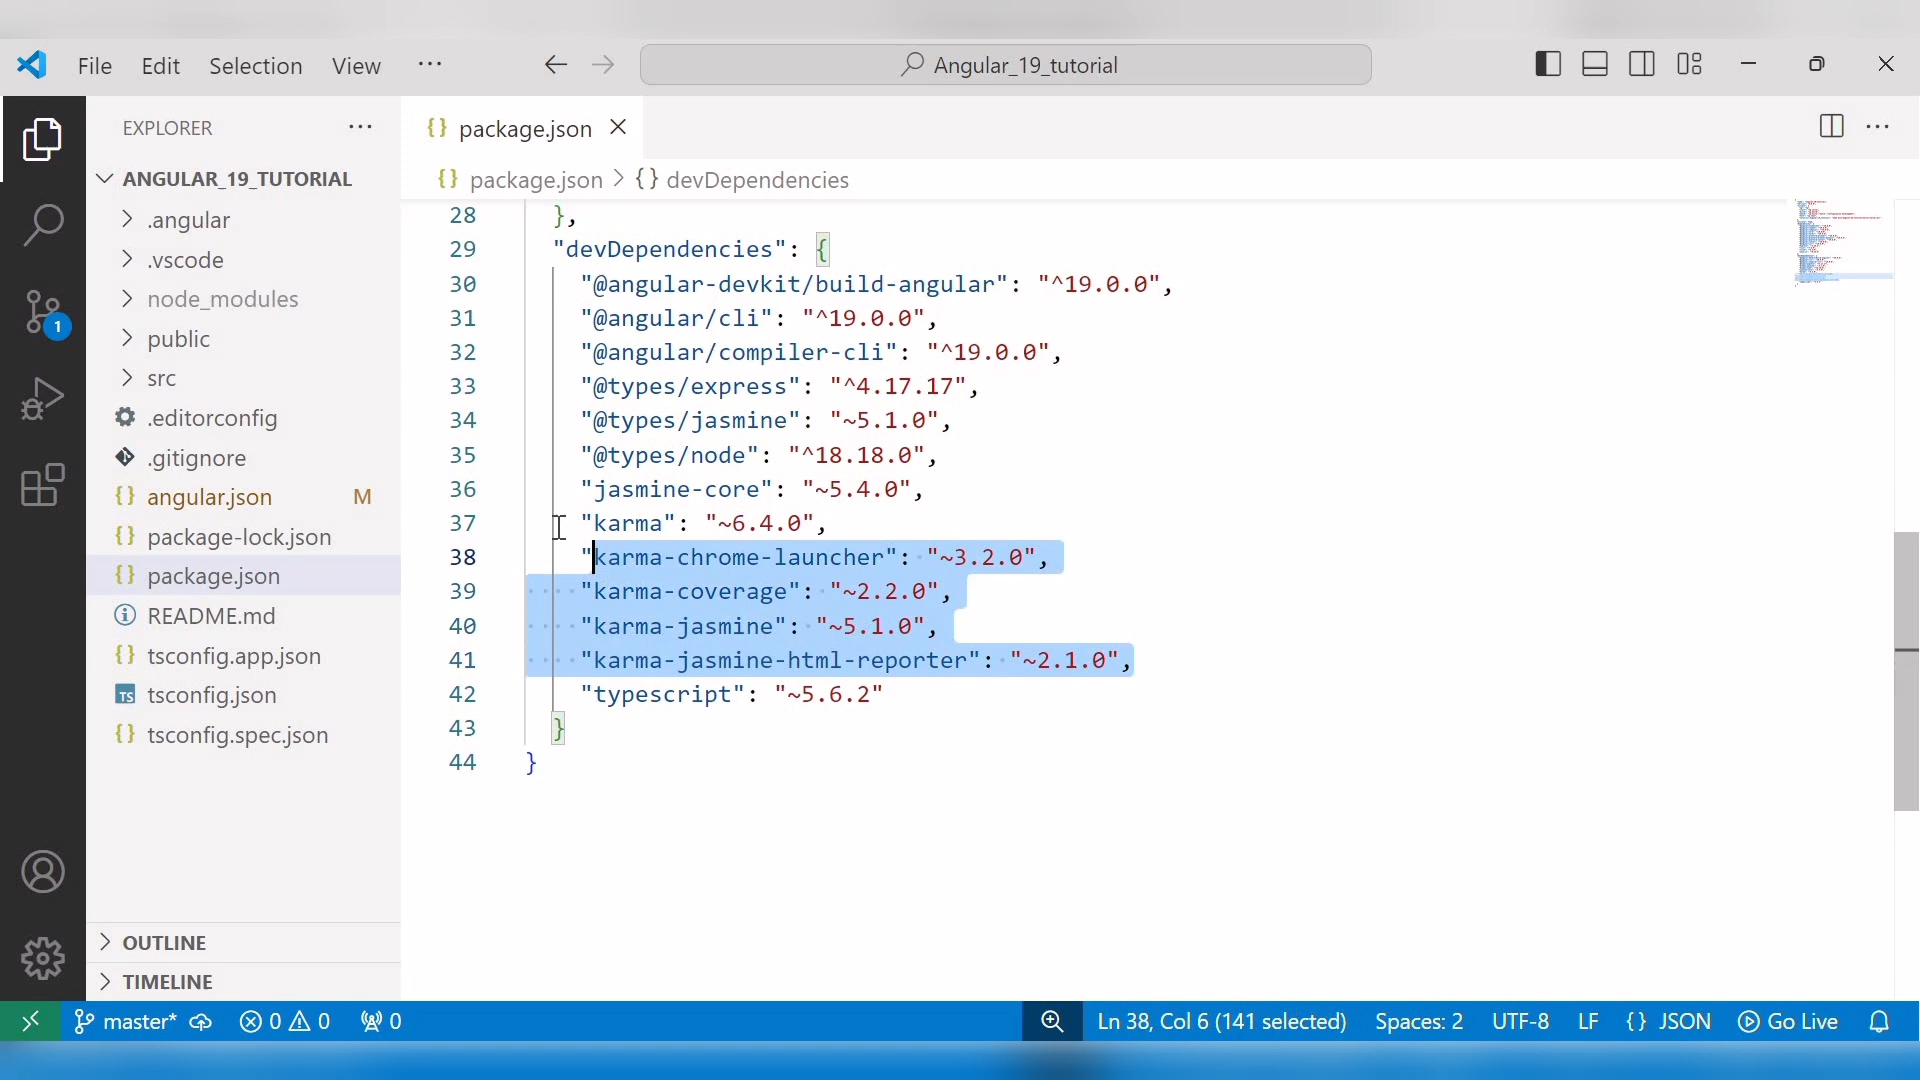 File Edit Selection View ··· Angular_19_tutorial
EXPLORER ···
ANGULAR_19_TUTORIAL
.angular
.vscode
node_modules
public
src
.editorconfig
.gitignore
angular.json M
package-lock.json
package.json
README.md
tsconfig.app.json
TS tsconfig.json
tsconfig.spec.json
OUTLINE
TIMELINE
1
{} package.json
{} package.json > {} devDependencies
28 },
29 "devDependencies": {
30 "@angular-devkit/build-angular": "^19.0.0",
31 "@angular/cli": "^19.0.0",
32 "@angular/compiler-cli": "^19.0.0",
33 "@types/express": "^4.17.17",
34 "@types/jasmine": "~5.1.0",
35 "@types/node": "^18.18.0",
36 "jasmine-core": "~5.4.0",
37 "karma": "~6.4.0",
38 "karma-chrome-launcher": "~3.2.0",
39 "karma-coverage": "~2.2.0",
40 "karma-jasmine": "~5.1.0",
41 "karma-jasmine-html-reporter": "~2.1.0",
42 "typescript": "~5.6.2"
43 }
44 }
master* 0 0 0 Ln 38, Col 6 (141 selected) Spaces: 2 UTF-8 LF {} JSON Go Live